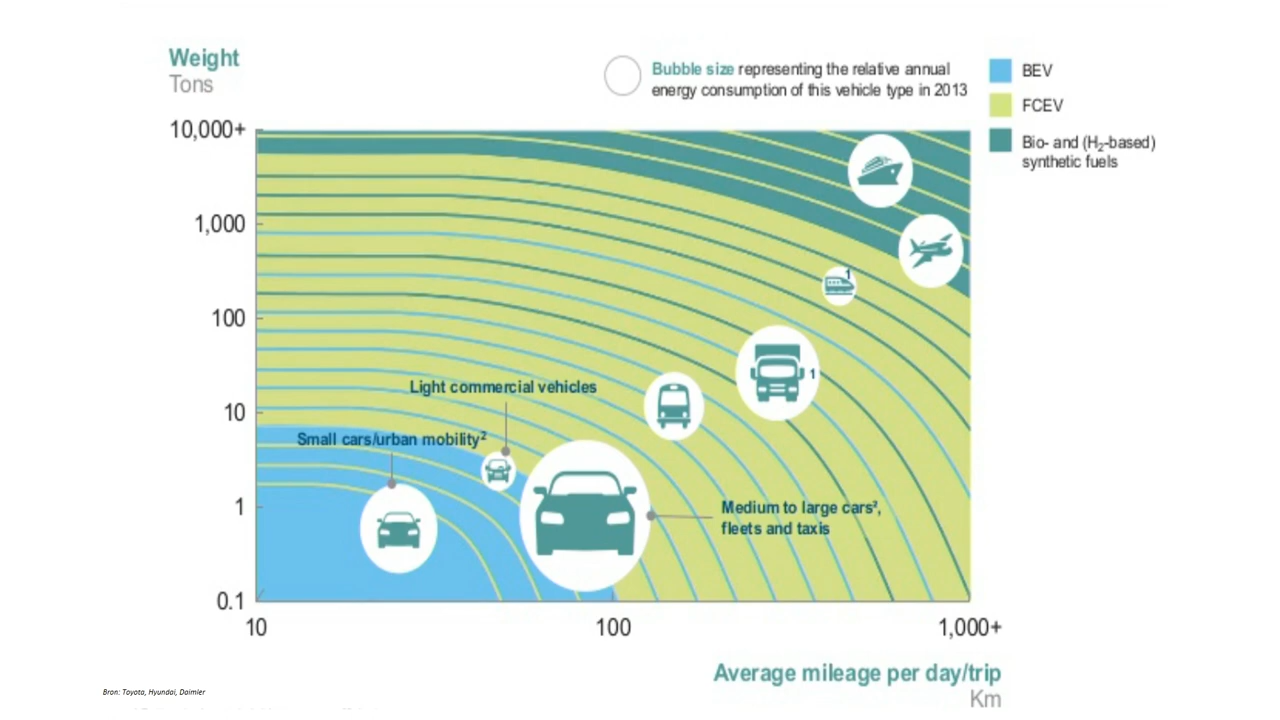 Weight
Tons
Bubble size representing the relative annual
energy consumption of this vehicle type in 2013
BEV
FCEV
Bio- and (H₂-based)
synthetic fuels
10,000+
1,000
100
10
1
0.1
1
1
Light commercial vehicles
Small cars/urban mobility²
Medium to large cars²,
fleets and taxis
10
100
1,000+
Average mileage per day/trip
Km
Bron: Toyota, Hyundai, Daimler